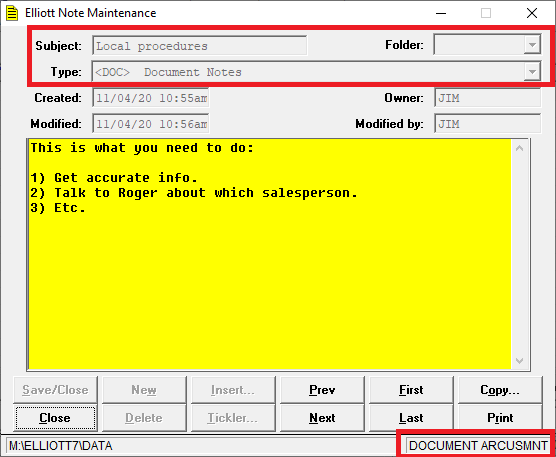 Elliott Note Maintenance
Subject: Local procedures Folder:
Type: <DOC> Document Notes
Created: 11/04/20 10:55am Owner: JIM
Modified: 11/04/20 10:56am Modified by: JIM
This is what you need to do:
1) Get accurate info.
2) Talk to Roger about which salesperson.
3) Etc.
Save/Close New Insert... Prev First Copy...
Close Delete Tickler... Next Last Print
M:\ELLIOTT7\DATA DOCUMENT ARCUSMNT